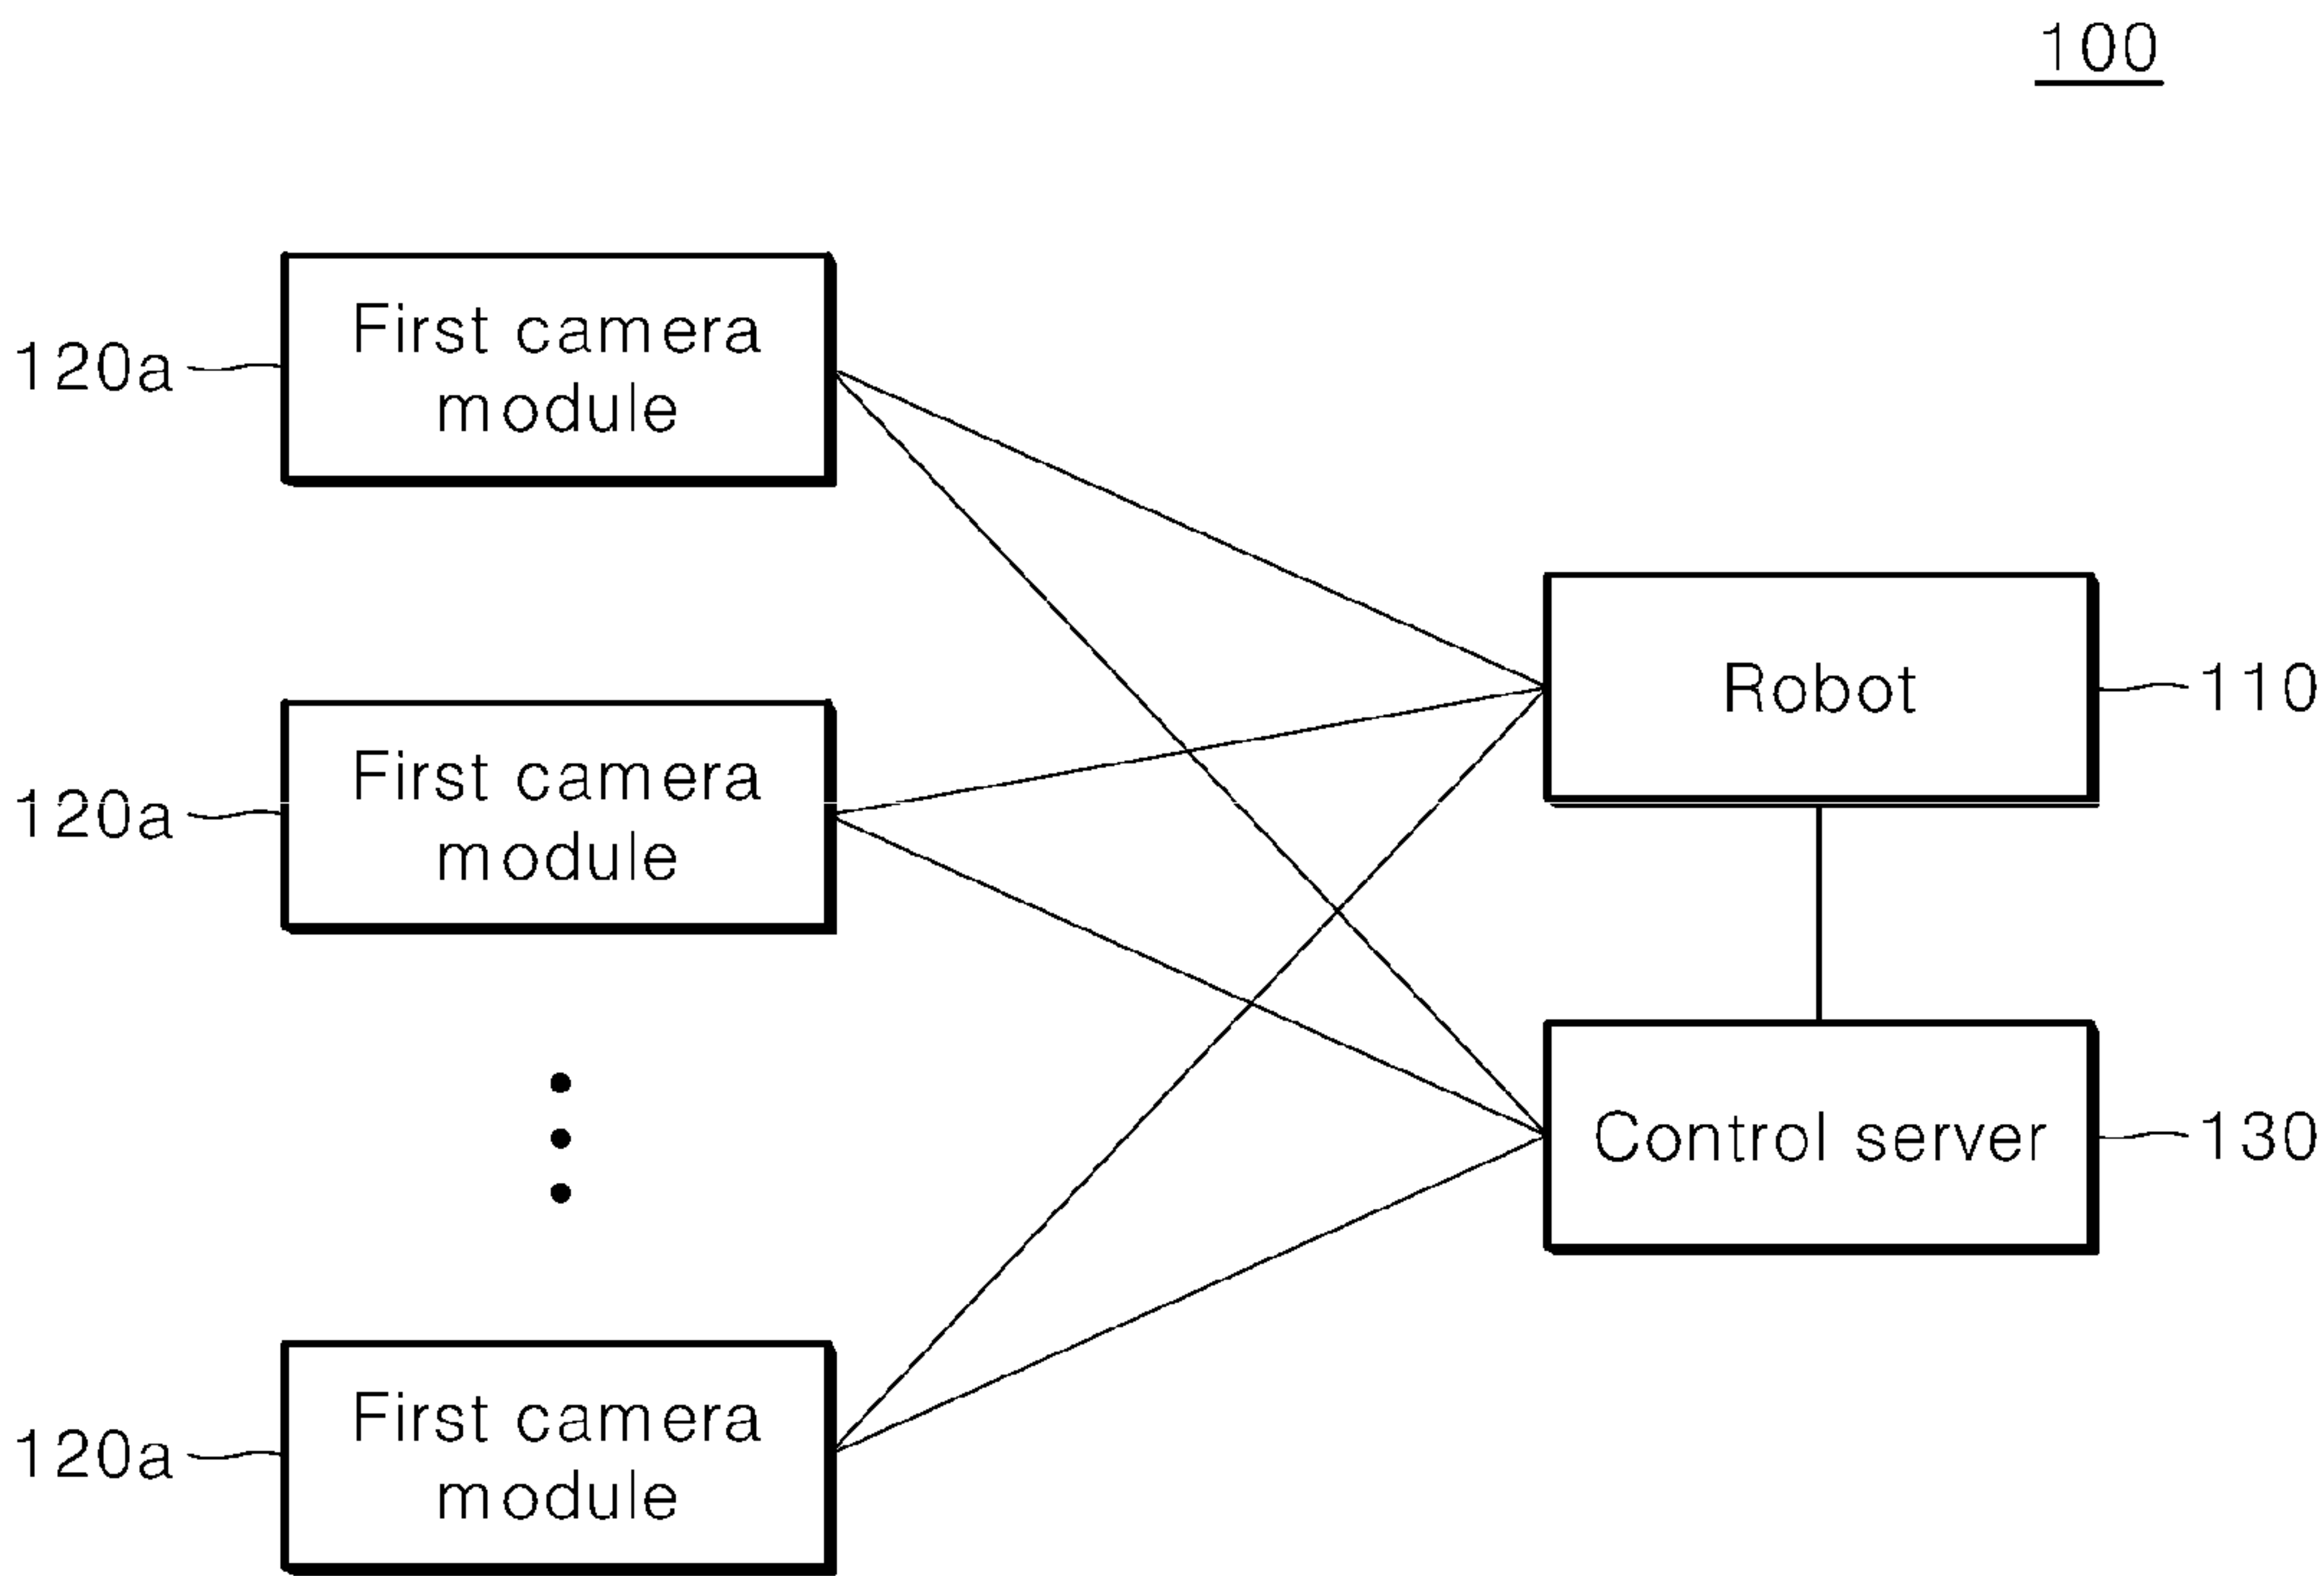 100
First camera
module
120a
Robot
110
First camera
module
120a
Control server
130
First camera
module
120a